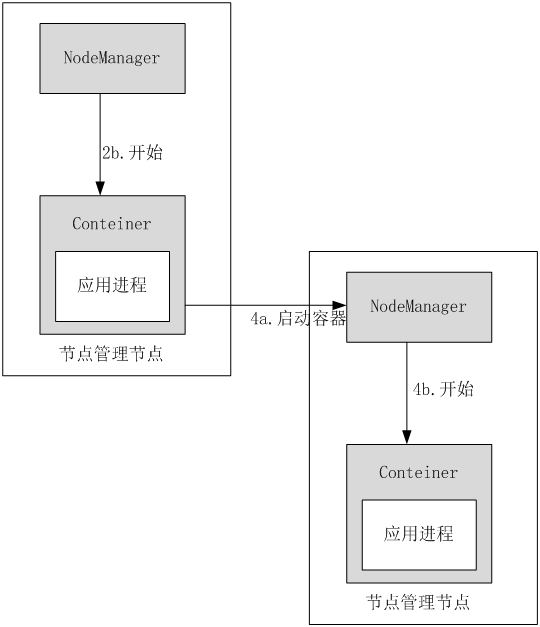 NodeManager
2b.开始
Conteiner
应用进程
节点管理节点
4a.启动容器
NodeManager
4b.开始
Conteiner
应用进程
节点管理节点